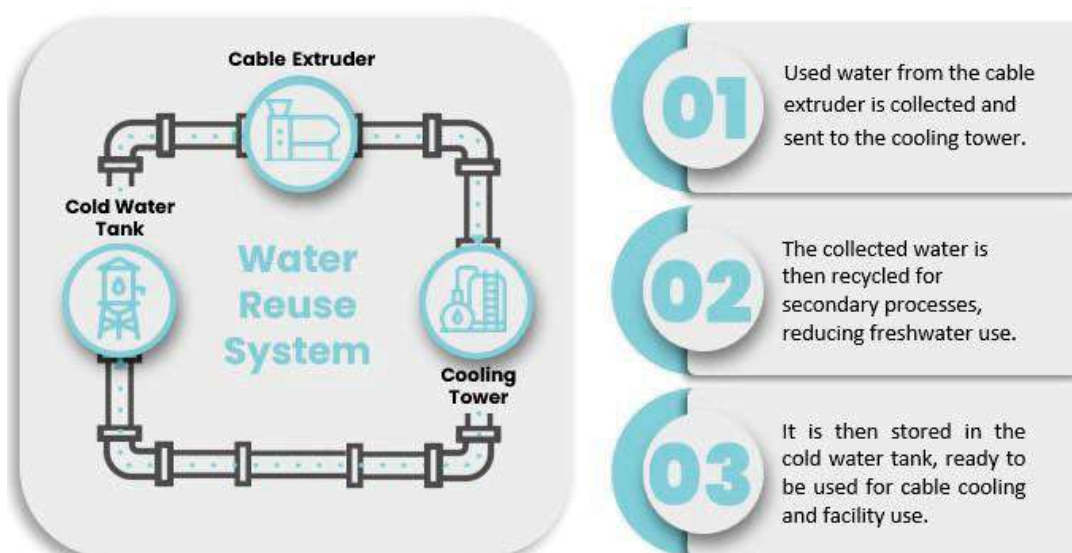 Cable Extruder
Cold Water
Tank
Water
Reuse
System
Cooling
Tower
01
Used water from the cable
extruder is collected and
sent to the cooling tower.
02
The collected water is
then recycled for
secondary processes,
reducing freshwater use.
03
It is then stored in the
cold water tank, ready to
be used for cable cooling
and facility use.